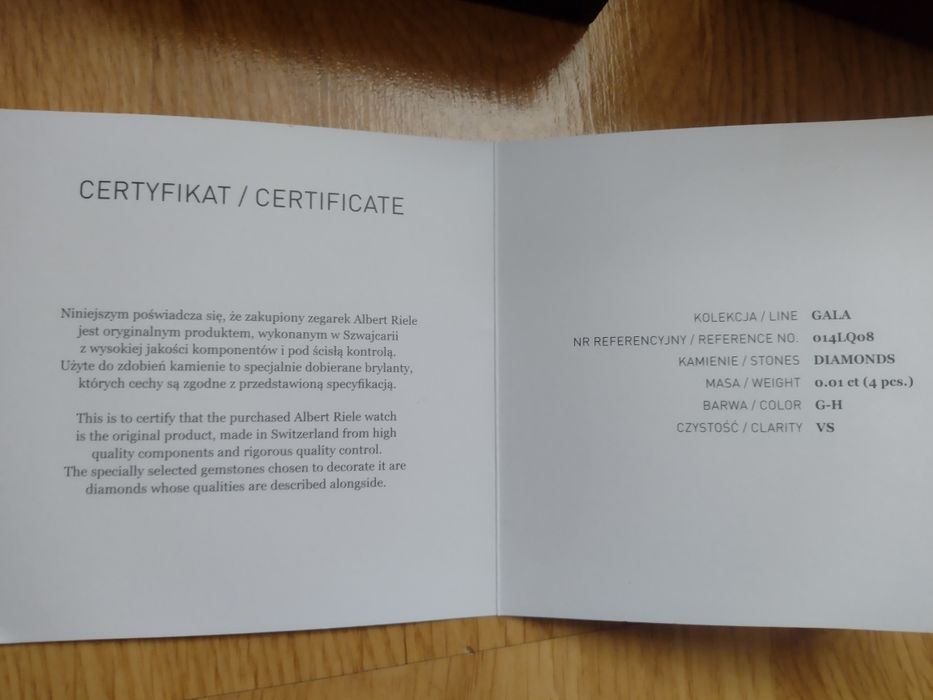 CERTYFIKAT / CERTIFICATE
Niniejszym poświadcza się, że zakupiony zegarek Albert Riele
jest oryginalnym produktem, wykonanym w Szwajcarii
z wysokiej jakości komponentów i pod ścisłą kontrolą.
Użyte do zdobień kamienie to specjalnie dobierane brylanty,
których cechy są zgodne z przedstawioną specyfikacją.
This is to certify that the purchased Albert Riele watch
is the original product, made in Switzerland from high
quality components and rigorous quality control.
The specially selected gemstones chosen to decorate it are
diamonds whose qualities are described alongside.
KOLEKCJA / LINE GALA
NR REFERENCYJNY / REFERENCE NO. 014LQ08
KAMIENIE / STONES DIAMONDS
MASA / WEIGHT 0.01 ct (4 pcs.)
BARWA / COLOR G-H
CZYSTOŚĆ / CLARITY VS